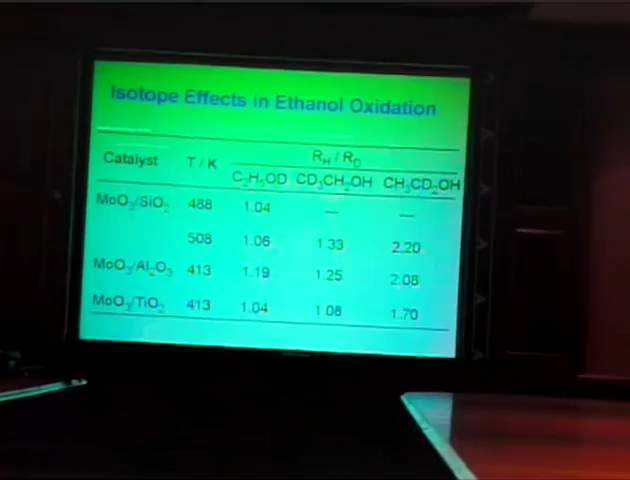 Isotope Effects in Ethanol Oxidation
Catalyst T / K R_H / R_D
C₂H₅OD CD₃CH₂OH CH₃CD₂OH
MoO₃/SiO₂ 488 1.04 — —
508 1.06 1.33 2.20
MoO₃/Al₂O₃ 413 1.19 1.25 2.08
MoO₃/TiO₂ 413 1.04 1.08 1.70